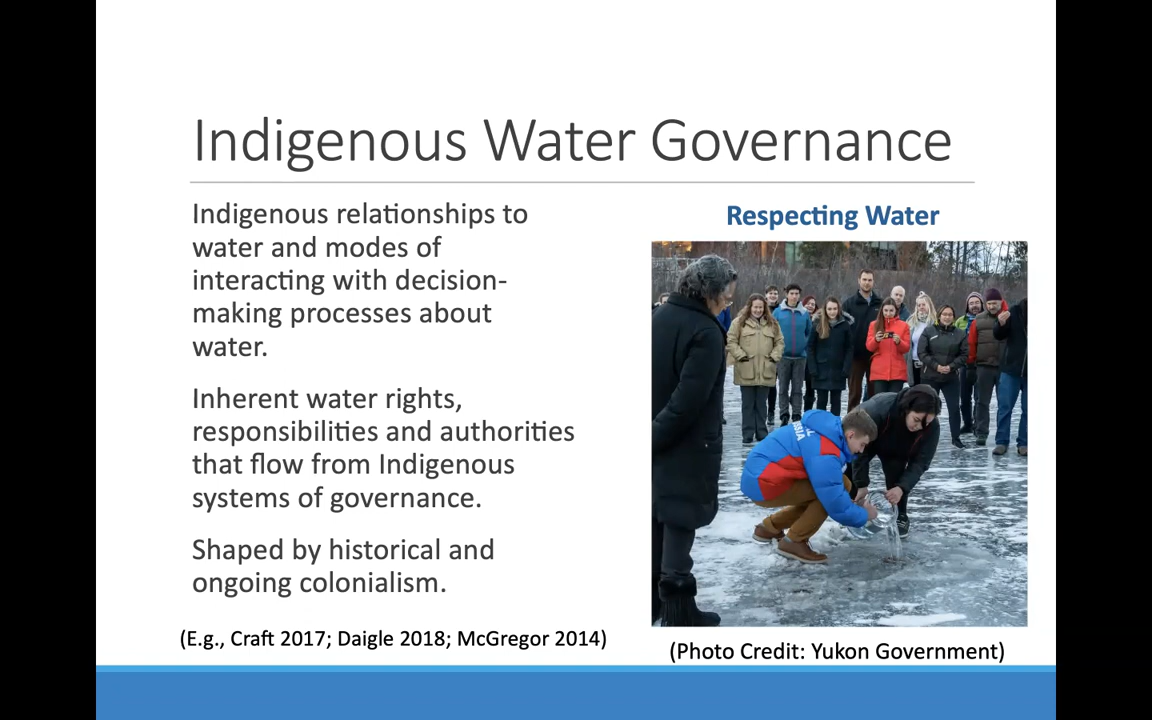 Indigenous Water Governance
Indigenous relationships to
water and modes of
interacting with decision-
making processes about
water.
Inherent water rights,
responsibilities and authorities
that flow from Indigenous
systems of governance.
Shaped by historical and
ongoing colonialism.
(E.g., Craft 2017; Daigle 2018; McGregor 2014)
Respecting Water
(Photo Credit: Yukon Government)